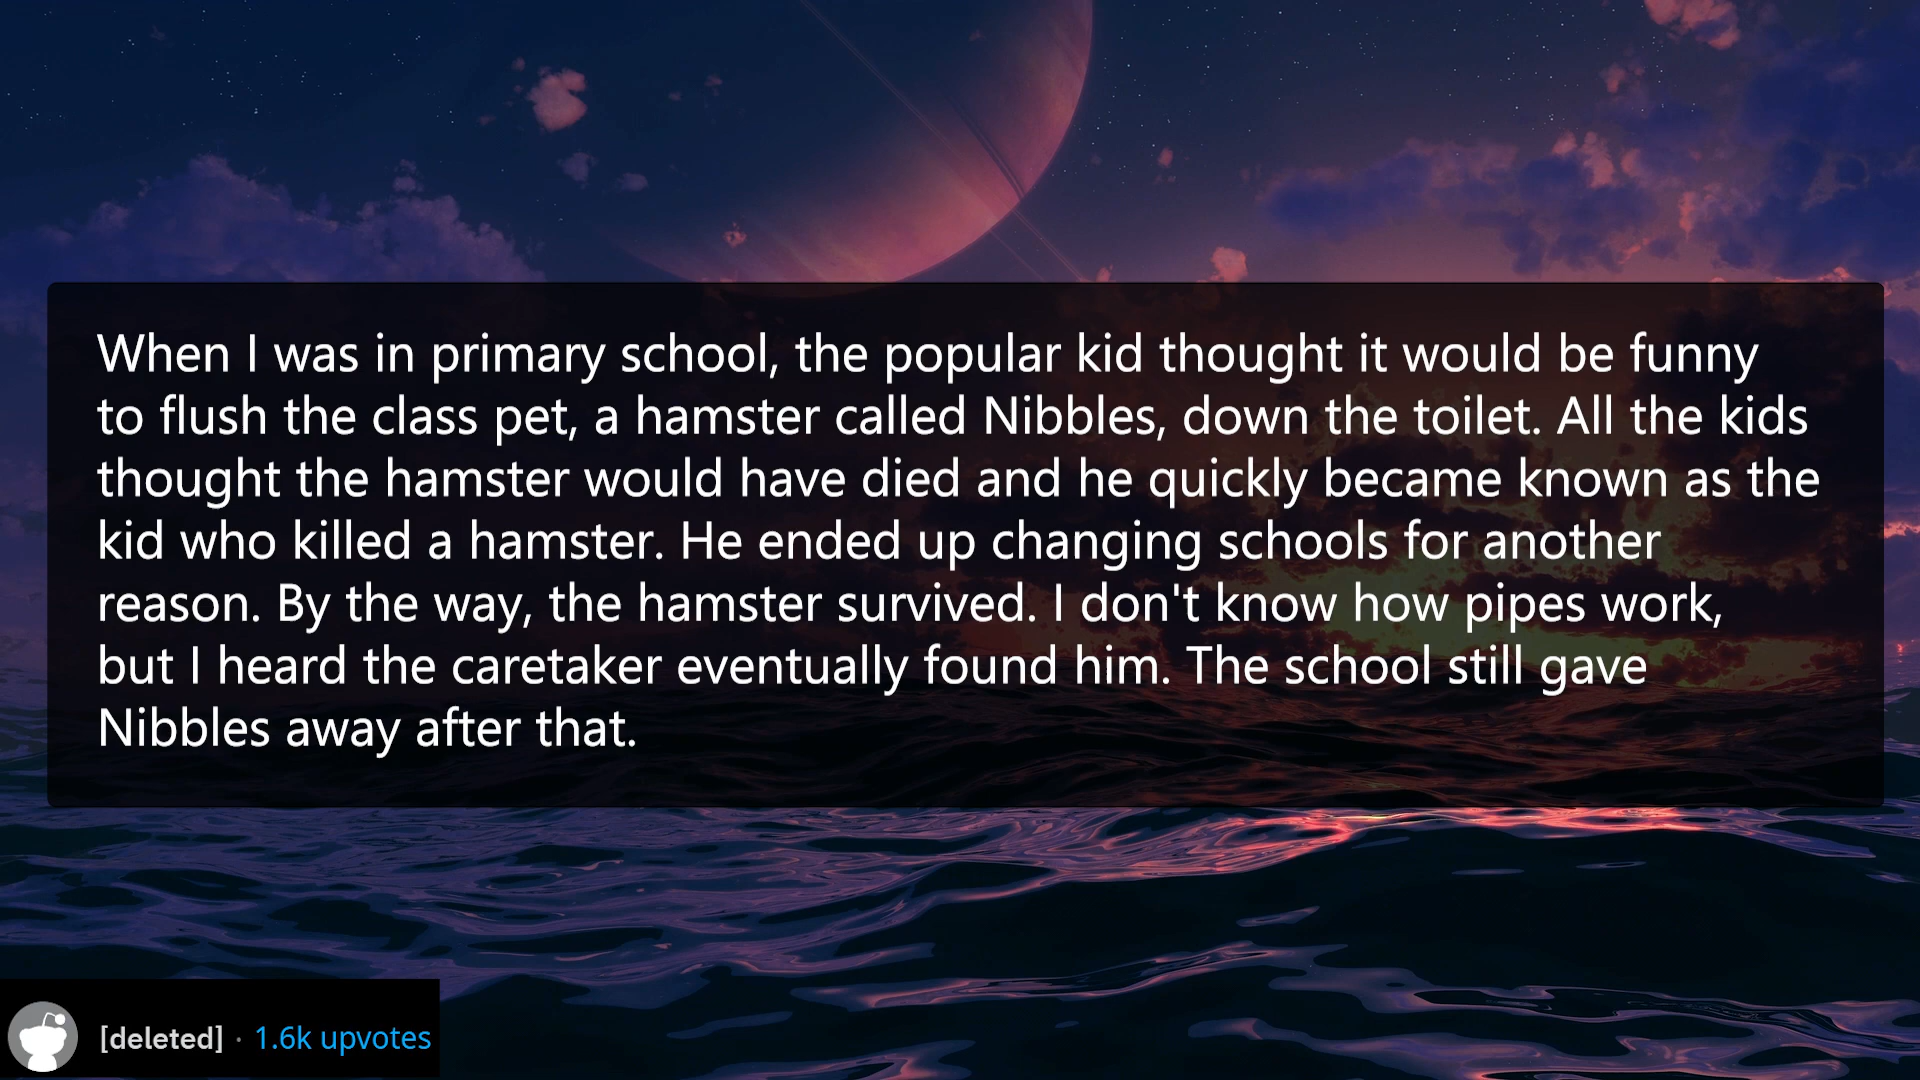 When I was in primary school, the popular kid thought it would be funny
to flush the class pet, a hamster called Nibbles, down the toilet. All the kids
thought the hamster would have died and he quickly became known as the
kid who killed a hamster. He ended up changing schools for another
reason. By the way, the hamster survived. I don't know how pipes work,
but I heard the caretaker eventually found him. The school still gave
Nibbles away after that.
[deleted] · 1.6k upvotes